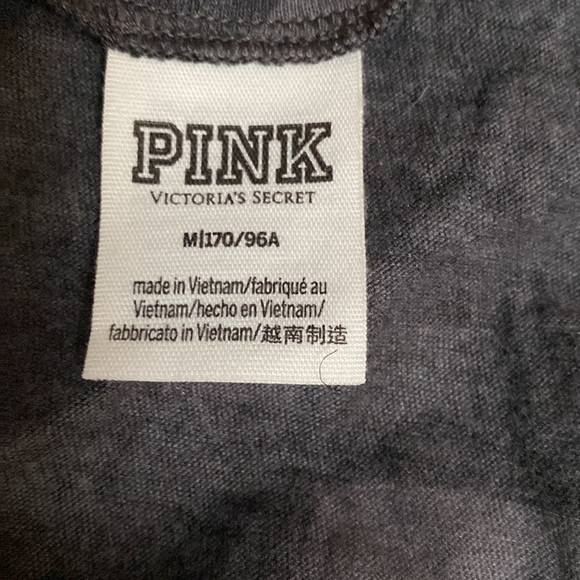 PINK
VICTORIA'S SECRET
M|170/96A
made in Vietnam/fabriqué au
Vietnam/hecho en Vietnam/
fabbricato in Vietnam/越南制造